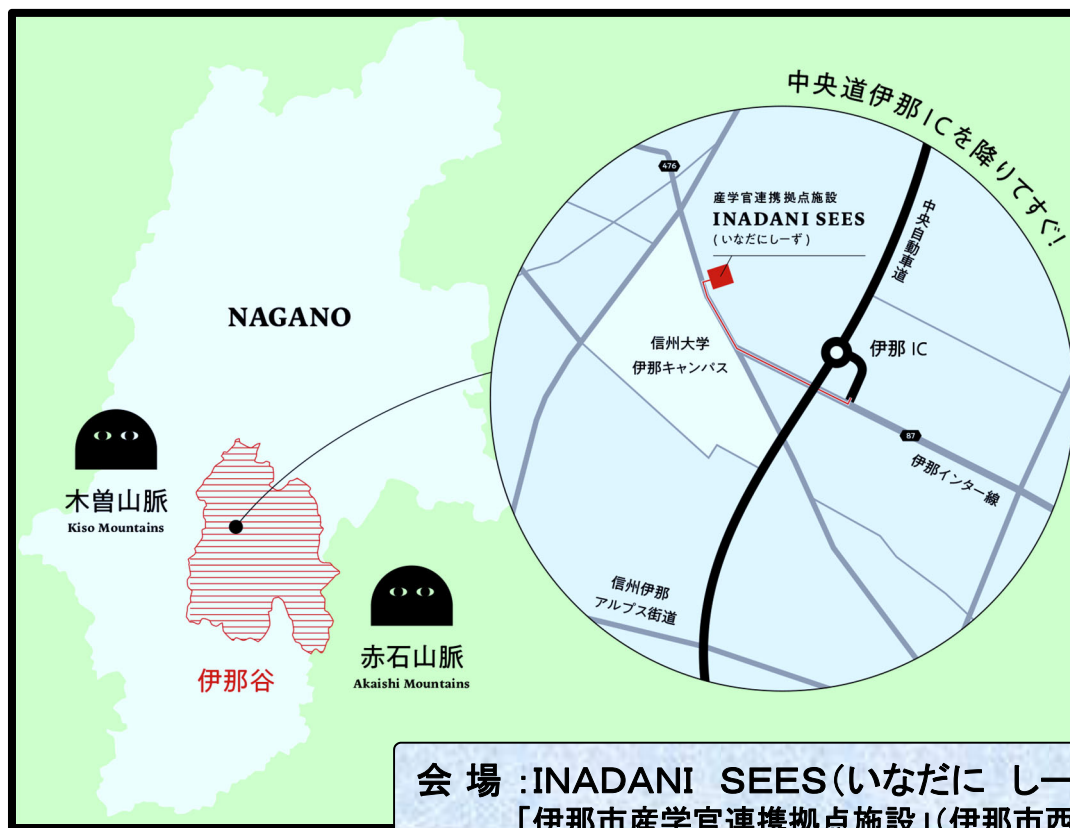 中央道伊那ICを降りてすぐ!
476
産学官連携拠点施設
INADANI SEES
(いなだにしーず)
中央自動車道
NAGANO
信州大学
伊那キャンパス
伊那 IC
87
伊那インター線
木曽山脈
Kiso Mountains
信州伊那
アルプス街道
赤石山脈
Akaishi Mountains
伊那谷
会 場 :INADANI SEES(いなだに しー
「伊那市産学官連携拠点施設」(伊那市西